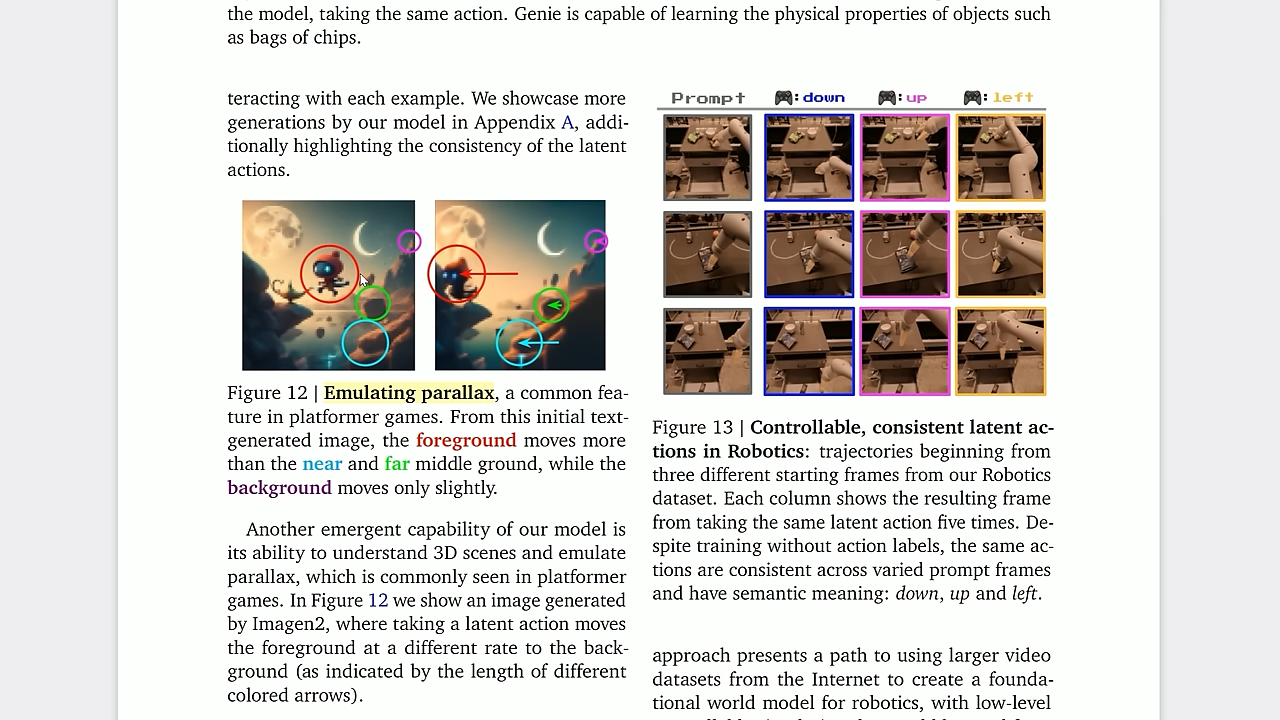 the model, taking the same action. Genie is capable of learning the physical properties of objects such
as bags of chips.
teracting with each example. We showcase more
generations by our model in Appendix A, addi-
tionally highlighting the consistency of the latent
actions.
Figure 12 | Emulating parallax, a common fea-
ture in platformer games. From this initial text-
generated image, the foreground moves more
than the near and far middle ground, while the
background moves only slightly.
Another emergent capability of our model is
its ability to understand 3D scenes and emulate
parallax, which is commonly seen in platformer
games. In Figure 12 we show an image generated
by Imagen2, where taking a latent action moves
the foreground at a different rate to the back-
ground (as indicated by the length of different
colored arrows).
Prompt :down :up :left
Figure 13 | Controllable, consistent latent ac-
tions in Robotics: trajectories beginning from
three different starting frames from our Robotics
dataset. Each column shows the resulting frame
from taking the same latent action five times. De-
spite training without action labels, the same ac-
tions are consistent across varied prompt frames
and have semantic meaning: down, up and left.
approach presents a path to using larger video
datasets from the Internet to create a founda-
tional world model for robotics, with low-level